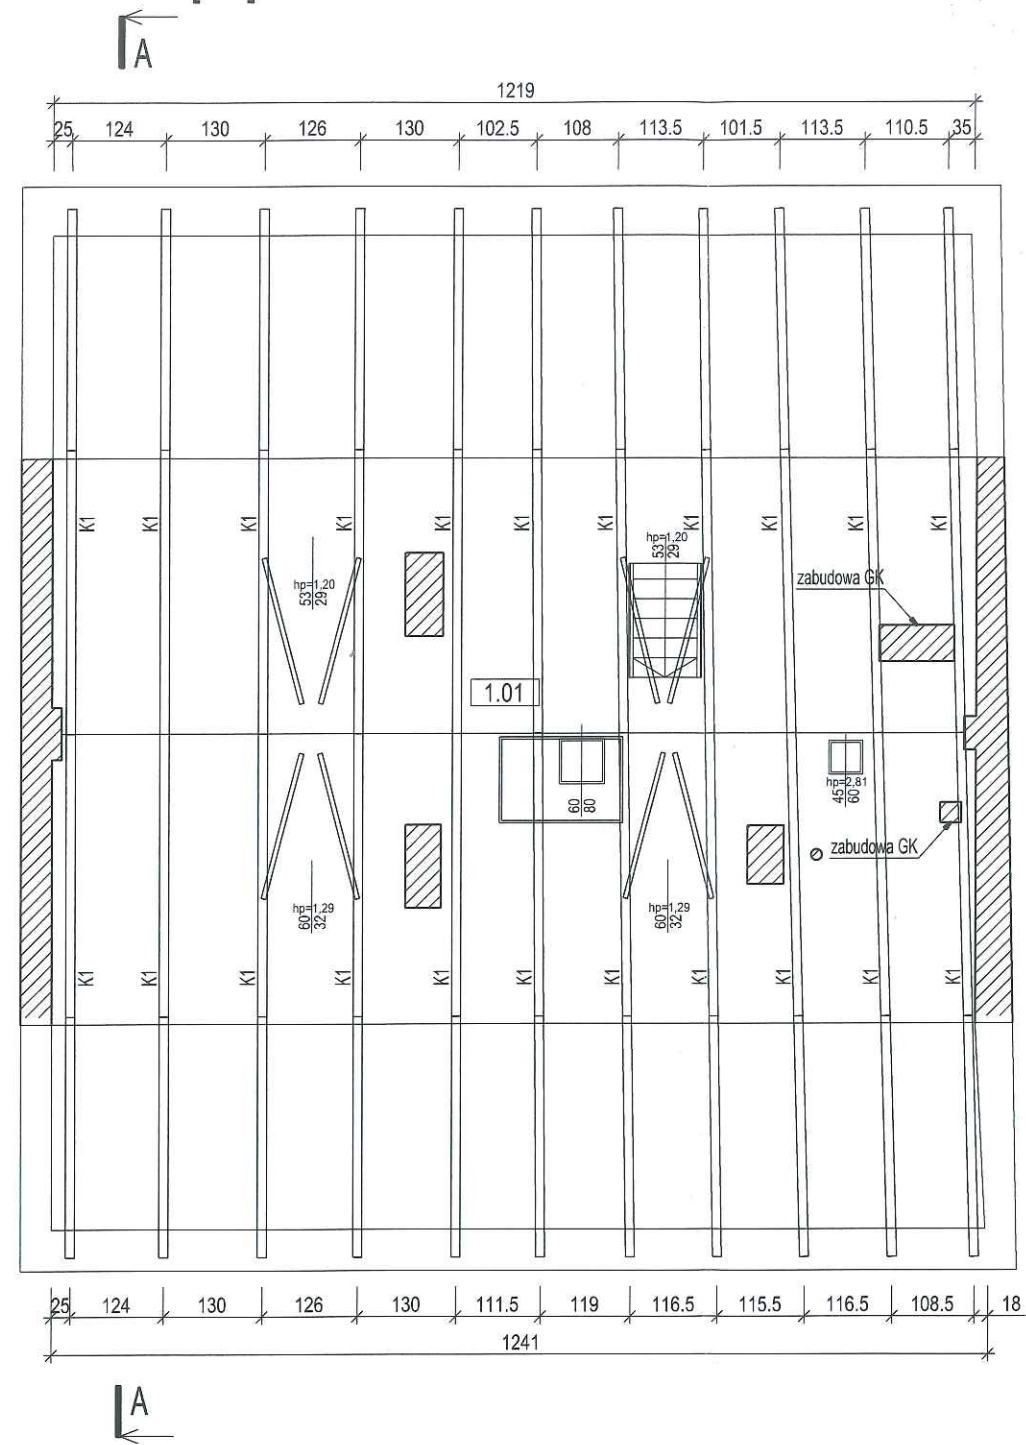 A
1219
25 124 130 126 130 102.5 108 113.5 101.5 113.5 110.5 35
K1 K1 K1 K1 K1 K1 K1 K1 K1 K1 K1
hp=1,20
53
29
hp=1,20
53
29
zabudowa GK
1.01
60
80
hp=2,81
45
60
zabudowa GK
hp=1,29
60
32
hp=1,29
60
32
K1 K1 K1 K1 K1 K1 K1 K1 K1 K1 K1
25 124 130 126 130 111.5 119 116.5 115.5 116.5 108.5 18
1241
A